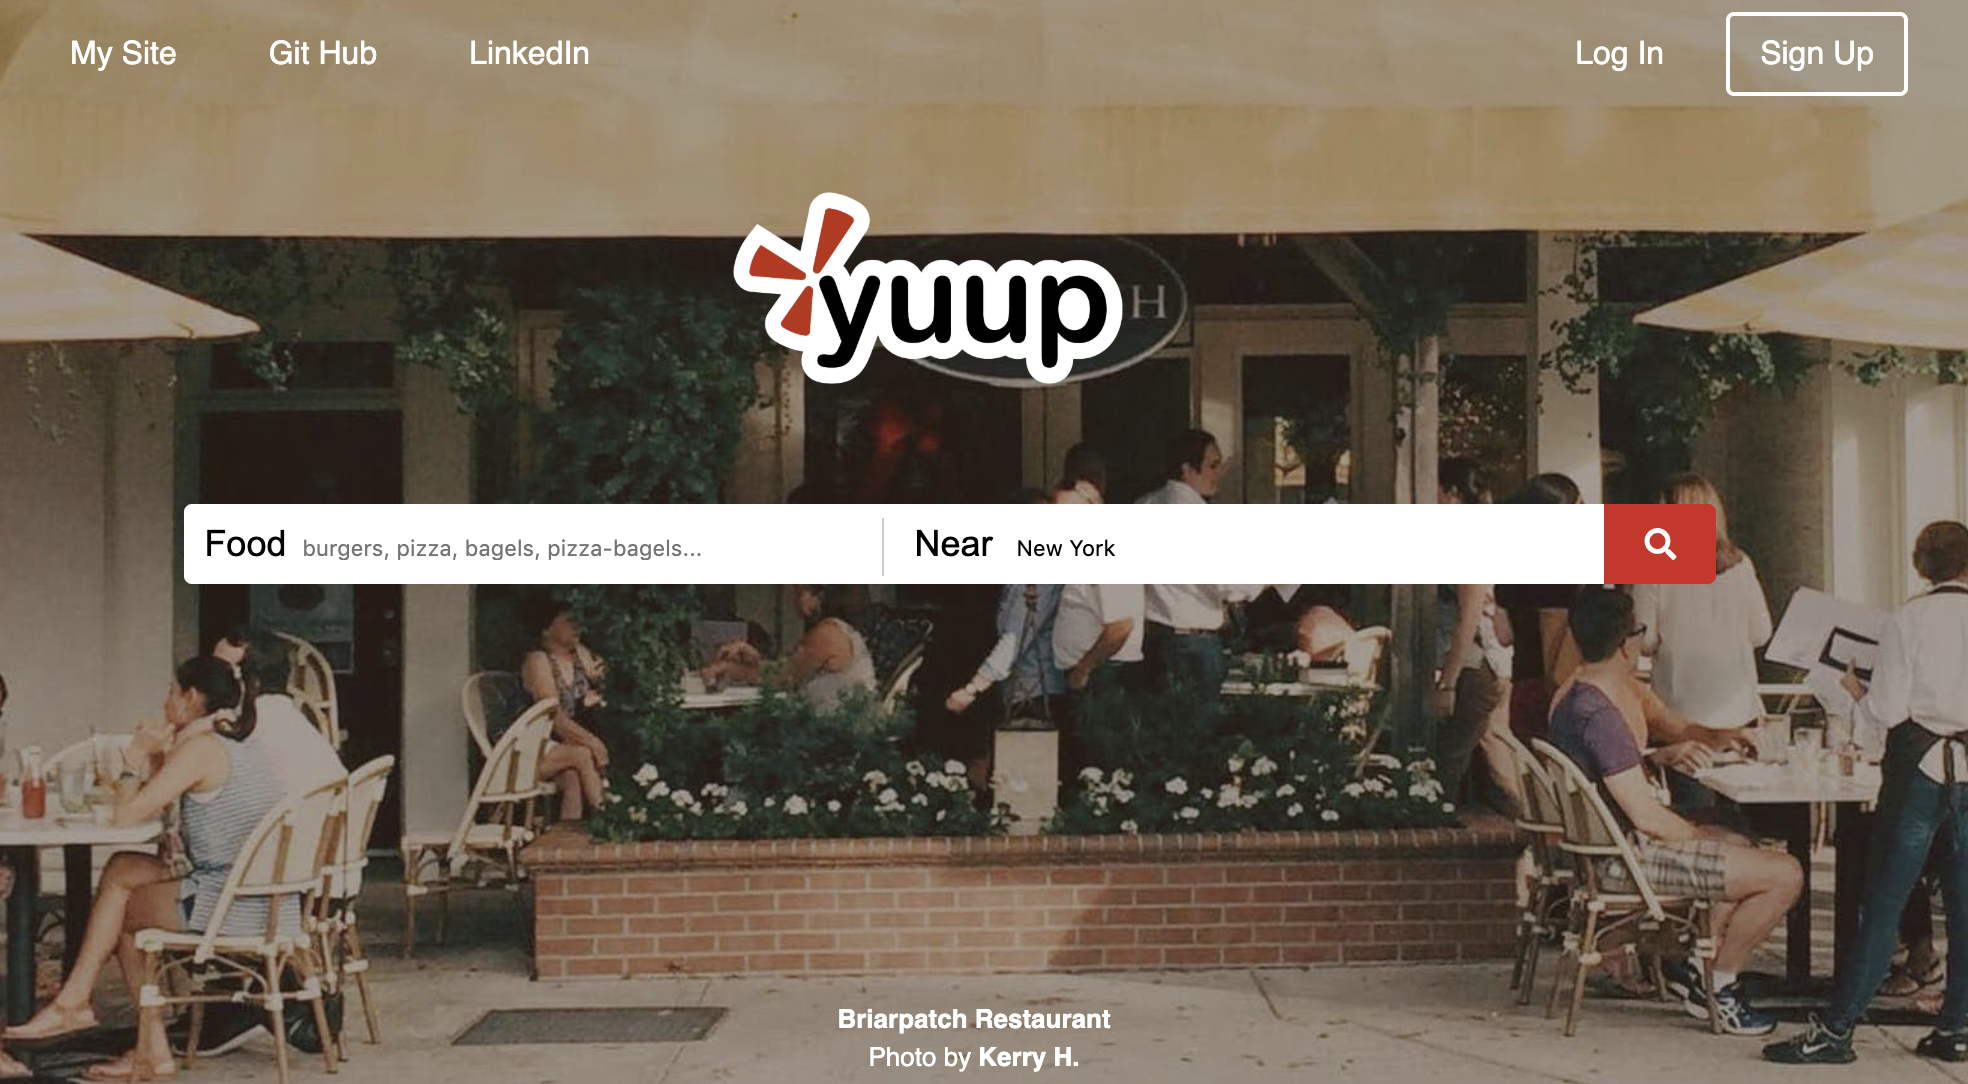 My Site Git Hub LinkedIn Log In Sign Up
yuup
H
Food burgers, pizza, bagels, pizza-bagels... Near New York
Briarpatch Restaurant
Photo by Kerry H.